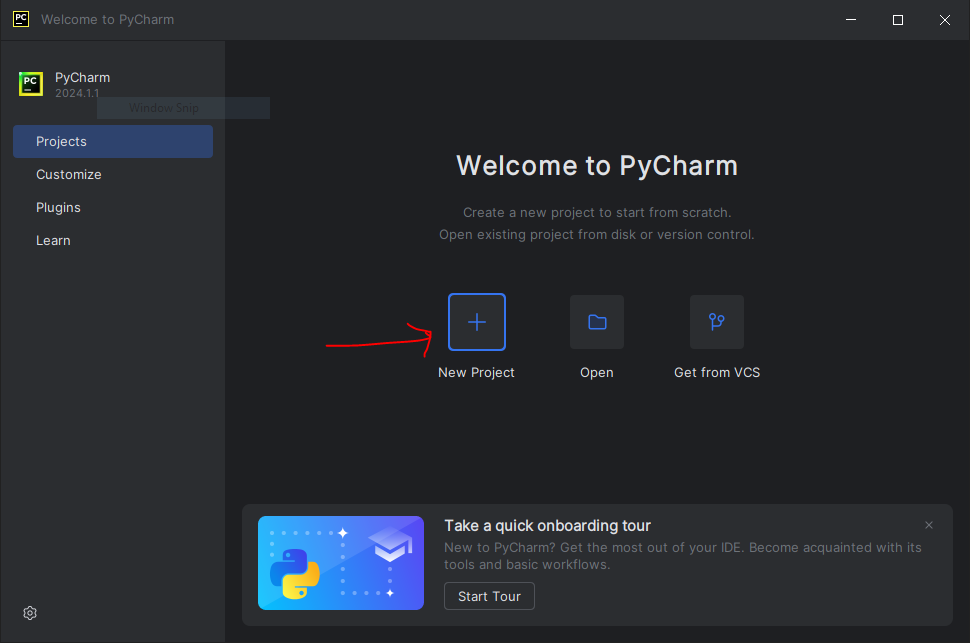 PC Welcome to PyCharm
PC PyCharm
2024.1.1
Window Snip
Projects
Customize
Plugins
Learn
Welcome to PyCharm
Create a new project to start from scratch.
Open existing project from disk or version control.
New Project
Open
Get from VCS
Take a quick onboarding tour
New to PyCharm? Get the most out of your IDE. Become acquainted with its
tools and basic workflows.
Start Tour